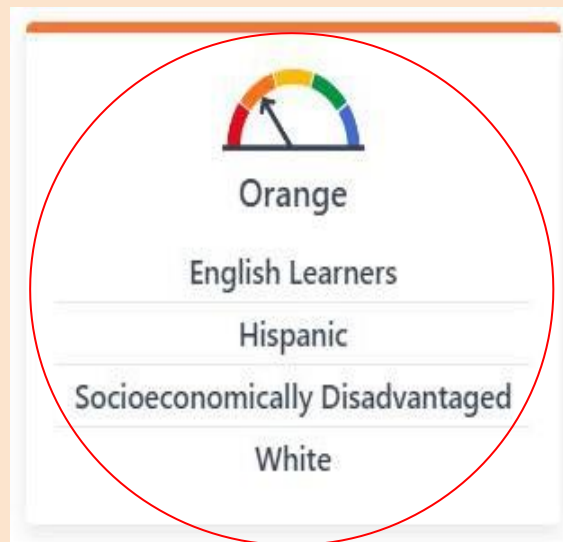 Orange
English Learners
Hispanic
Socioeconomically Disadvantaged
White